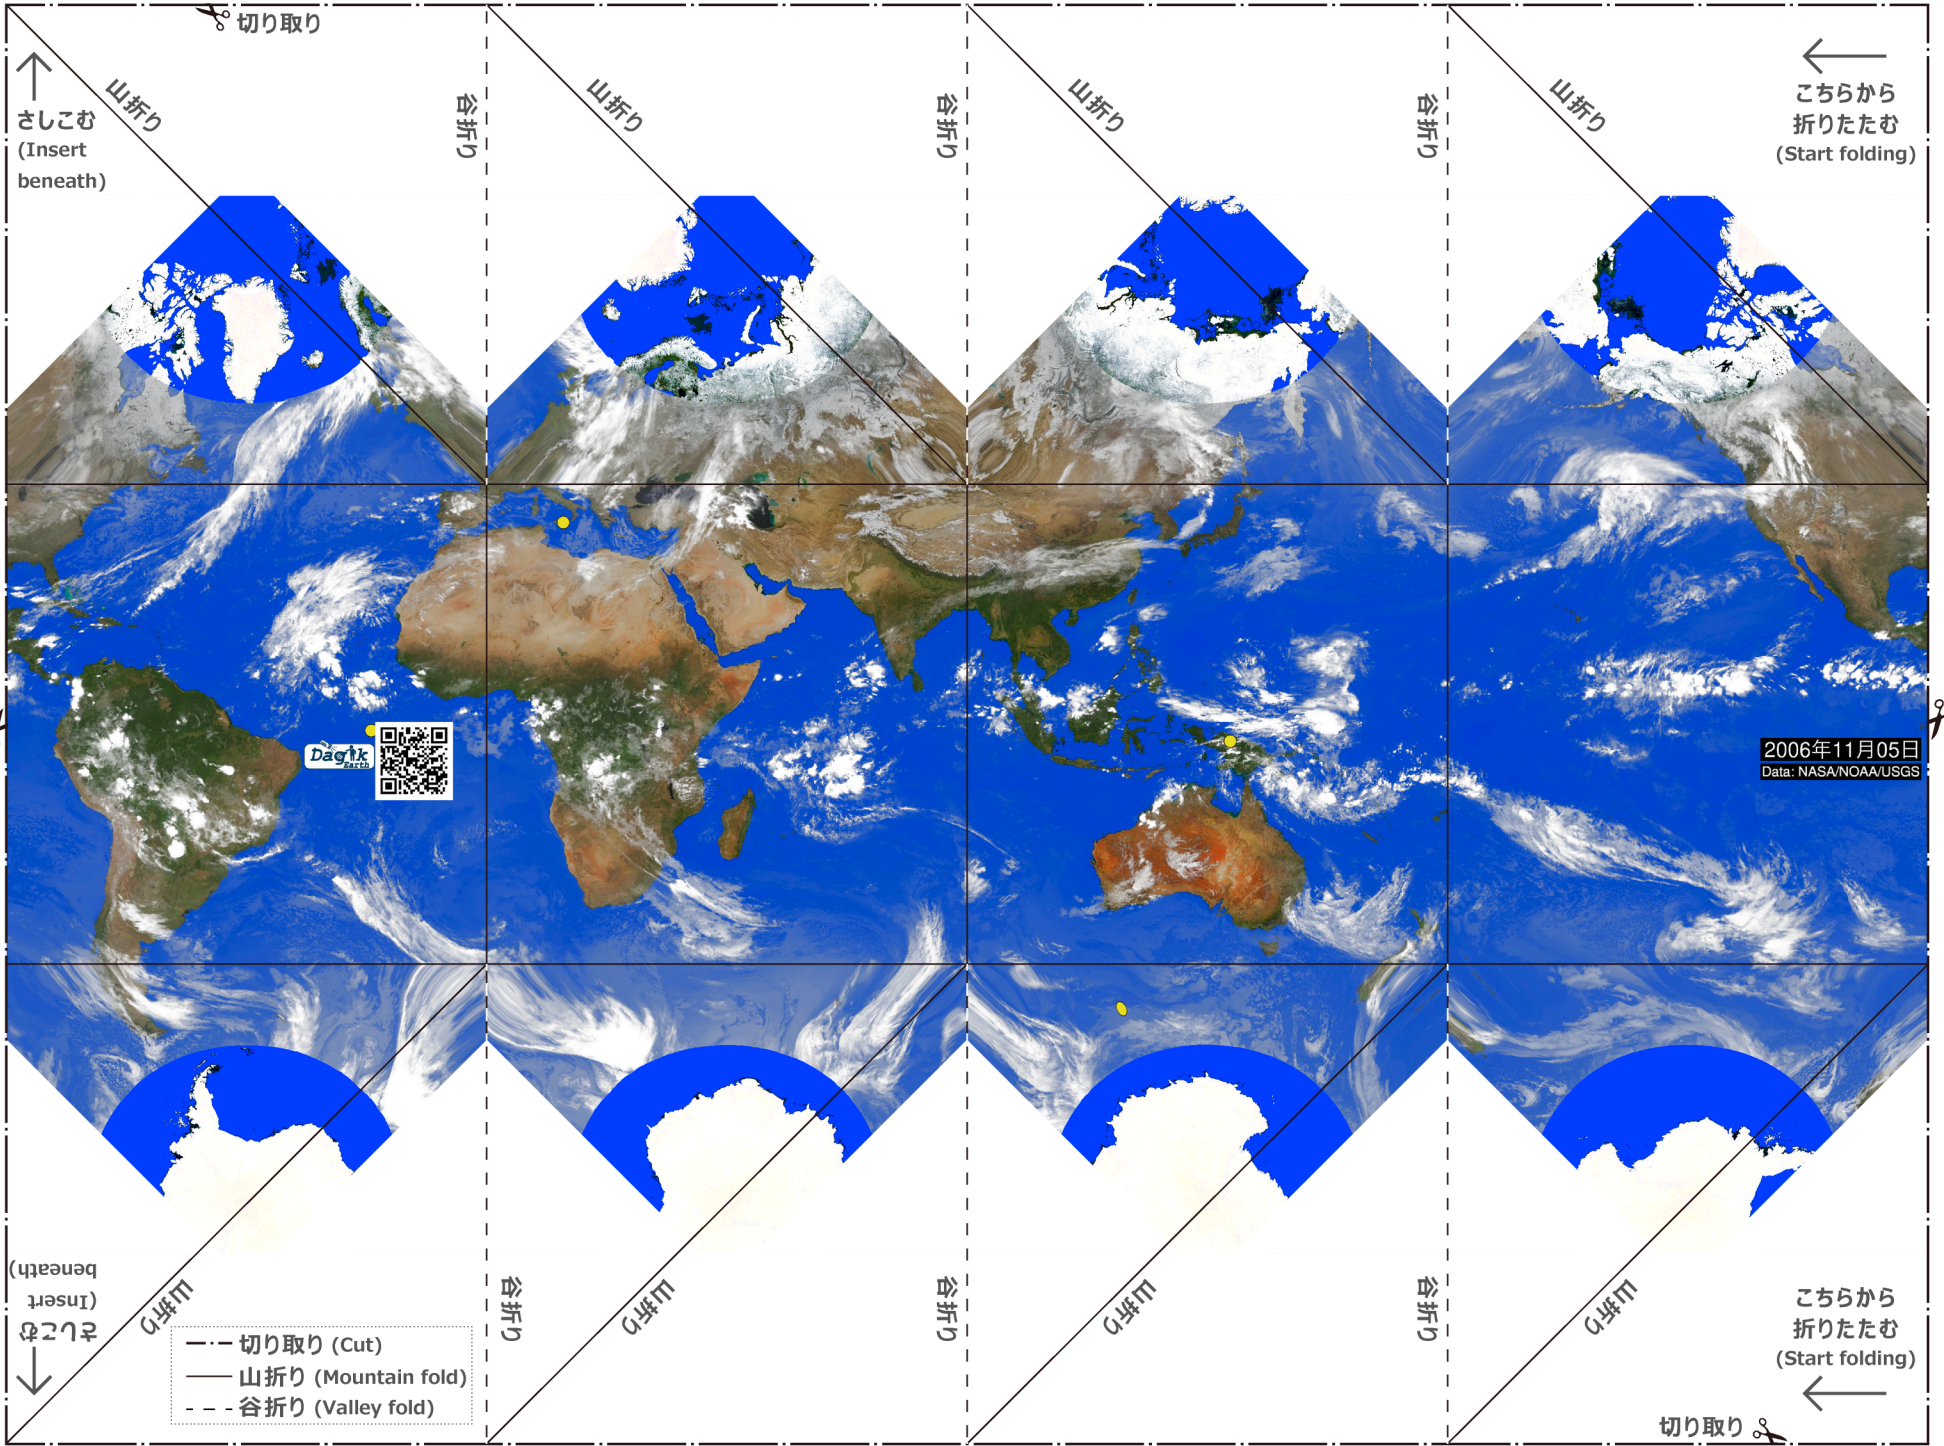 切り取り
さしこむ
(Insert
beneath)
山折り
谷折り
山折り
谷折り
山折り
谷折り
山折り
こちらから
折りたたむ
(Start folding)
Dagik
Earth
2006年11月05日
Data: NASA/NOAA/USGS
さしこむ
(Insert
beneath)
山折り
谷折り
山折り
谷折り
山折り
谷折り
山折り
こちらから
折りたたむ
(Start folding)
切り取り (Cut)
山折り (Mountain fold)
谷折り (Valley fold)
切り取り